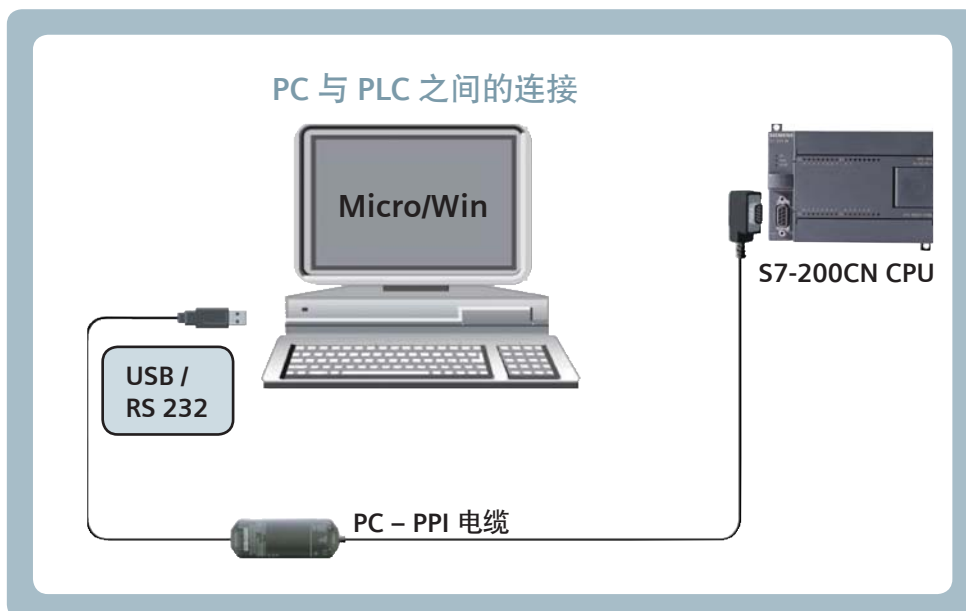 PC 与 PLC 之间的连接
Micro/Win
SIEMENS
S7-200CN CPU
USB /
RS 232
PC – PPI 电缆